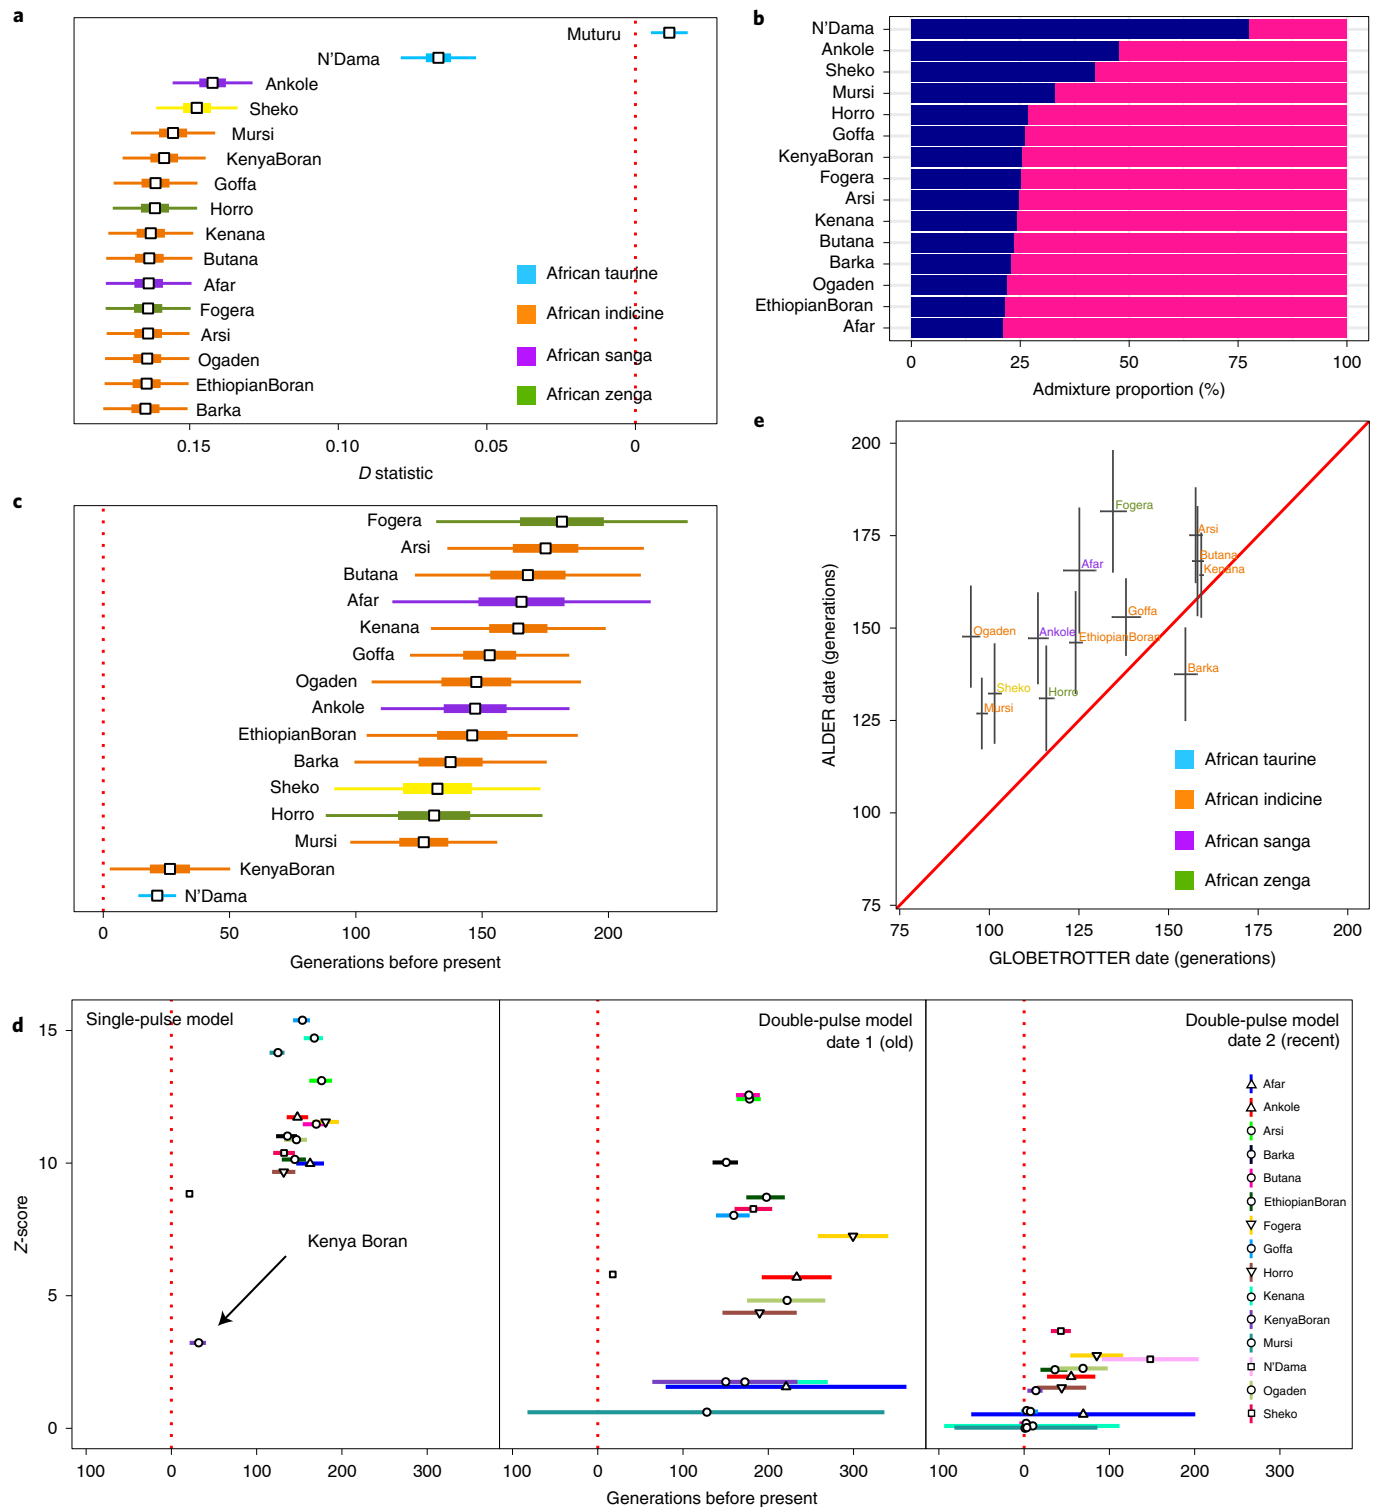 a
Muturu
N'Dama
Ankole
Sheko
Mursi
KenyaBoran
Goffa
Horro
Kenana
Butana
Afar
Fogera
Arsi
Ogaden
EthiopianBoran
Barka
African taurine
African indicine
African sanga
African zenga
0.15 0.10 0.05 0
D statistic
b
N'Dama
Ankole
Sheko
Mursi
Horro
Goffa
KenyaBoran
Fogera
Arsi
Kenana
Butana
Barka
Ogaden
EthiopianBoran
Afar
0 25 50 75 100
Admixture proportion (%)
c
Fogera
Arsi
Butana
Afar
Kenana
Goffa
Ogaden
Ankole
EthiopianBoran
Barka
Sheko
Horro
Mursi
KenyaBoran
N'Dama
0 50 100 150 200
Generations before present
e
200
175
150
125
100
75
ALDER date (generations)
Fogera
Arsi
Butana
Kenana
Afar
Goffa
Ogaden
Ankole
EthiopianBoran
Barka
Sheko
Horro
Mursi
African taurine
African indicine
African sanga
African zenga
75 100 125 150 175 200
GLOBETROTTER date (generations)
d
15
10
5
0
Z-score
Single-pulse model
Kenya Boran
Double-pulse model
date 1 (old)
Double-pulse model
date 2 (recent)
Afar
Ankole
Arsi
Barka
Butana
EthiopianBoran
Fogera
Goffa
Horro
Kenana
KenyaBoran
Mursi
N'Dama
Ogaden
Sheko
100 0 100 200 300 100 0 100 200 300 100 0 100 200 300
Generations before present